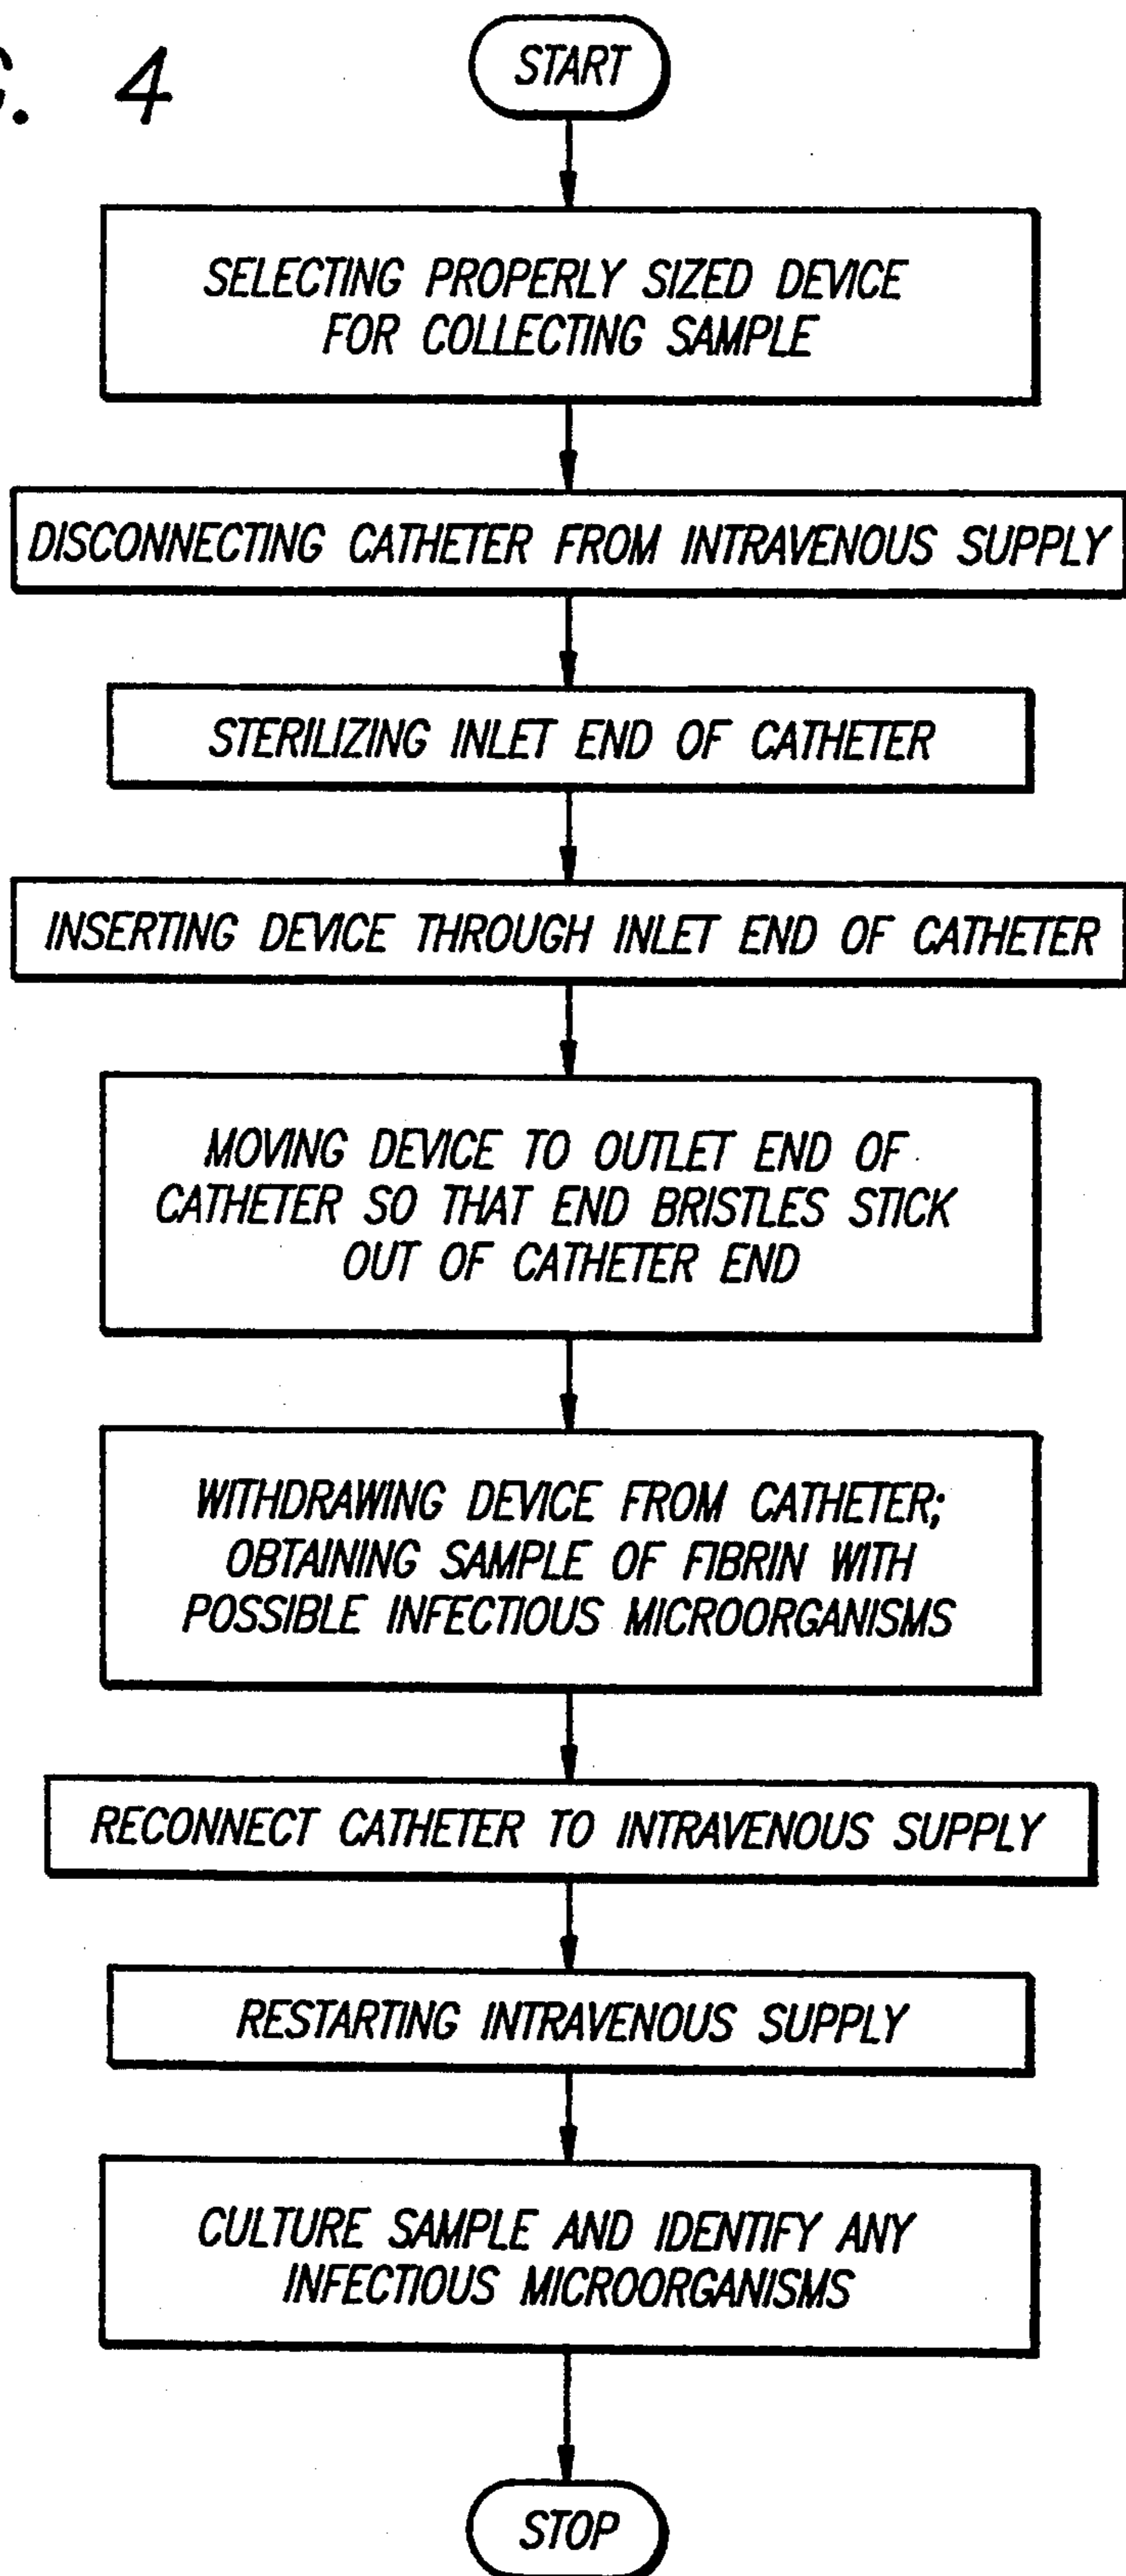 G. 4
START
SELECTING PROPERLY SIZED DEVICE
FOR COLLECTING SAMPLE
DISCONNECTING CATHETER FROM INTRAVENOUS SUPPLY
STERILIZING INLET END OF CATHETER
INSERTING DEVICE THROUGH INLET END OF CATHETER
MOVING DEVICE TO OUTLET END OF
CATHETER SO THAT END BRISTLES STICK
OUT OF CATHETER END
WITHDRAWING DEVICE FROM CATHETER;
OBTAINING SAMPLE OF FIBRIN WITH
POSSIBLE INFECTIOUS MICROORGANISMS
RECONNECT CATHETER TO INTRAVENOUS SUPPLY
RESTARTING INTRAVENOUS SUPPLY
CULTURE SAMPLE AND IDENTIFY ANY
INFECTIOUS MICROORGANISMS
STOP